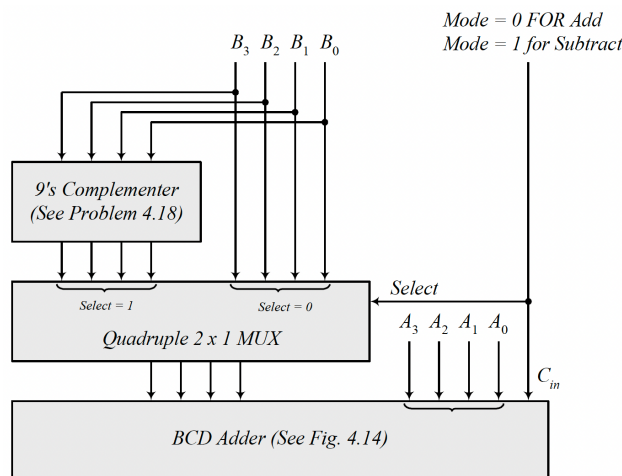 Mode = 0 FOR Add
Mode = 1 for Subtract
B3 B2 B1 B0
9's Complementer
(See Problem 4.18)
Select = 1
Select = 0
Select
Quadruple 2 x 1 MUX
A3 A2 A1 A0
Cin
BCD Adder (See Fig. 4.14)